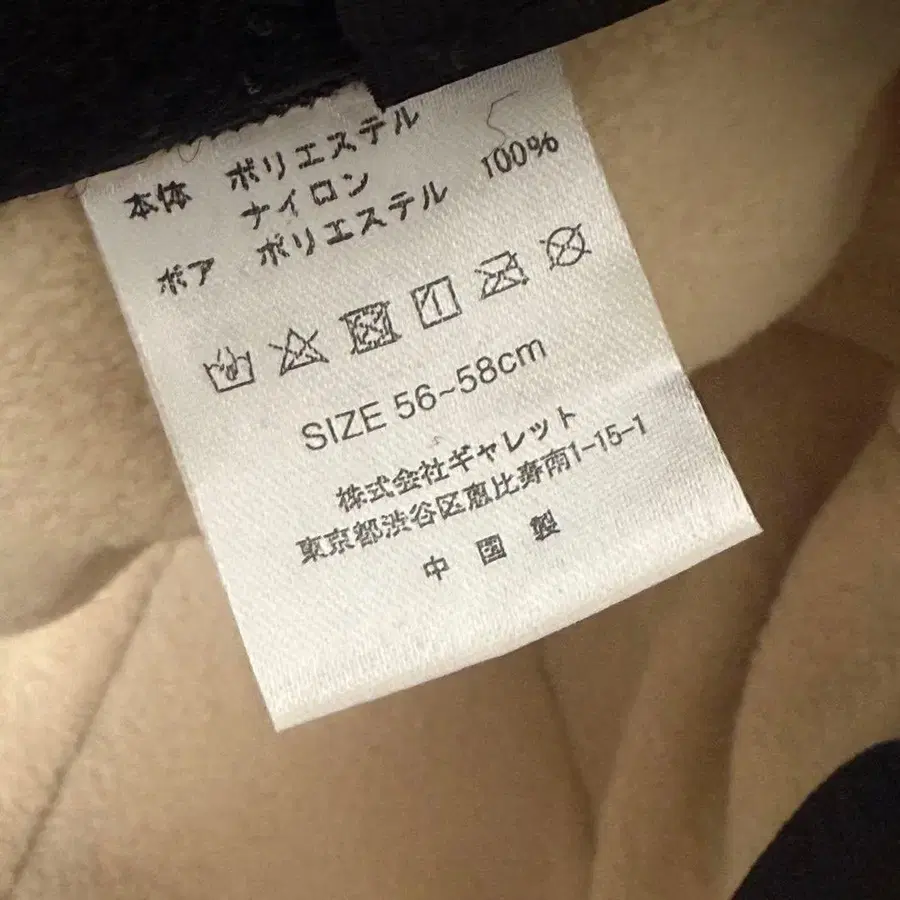 本体 ポリエステル
ナイロン
ボア ポリエステル 100%
SIZE 56~58cm
株式会社ギャレット
東京都渋谷区恵比寿南1-15-1
中国製